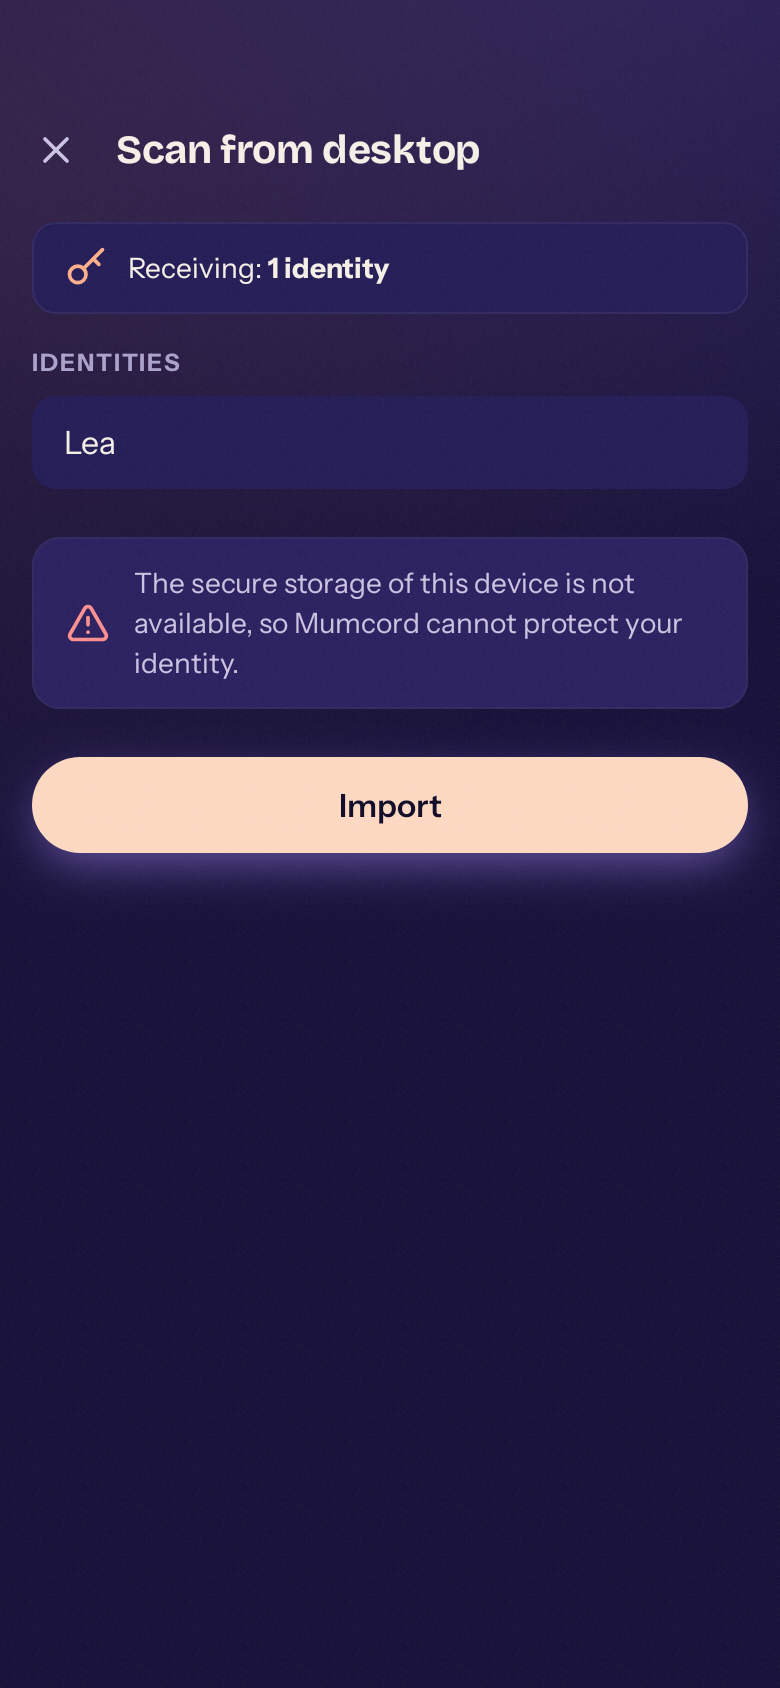 Scan from desktop
Receiving: 1 identity
IDENTITIES
Lea
The secure storage of this device is not
available, so Mumcord cannot protect your
identity.
Import